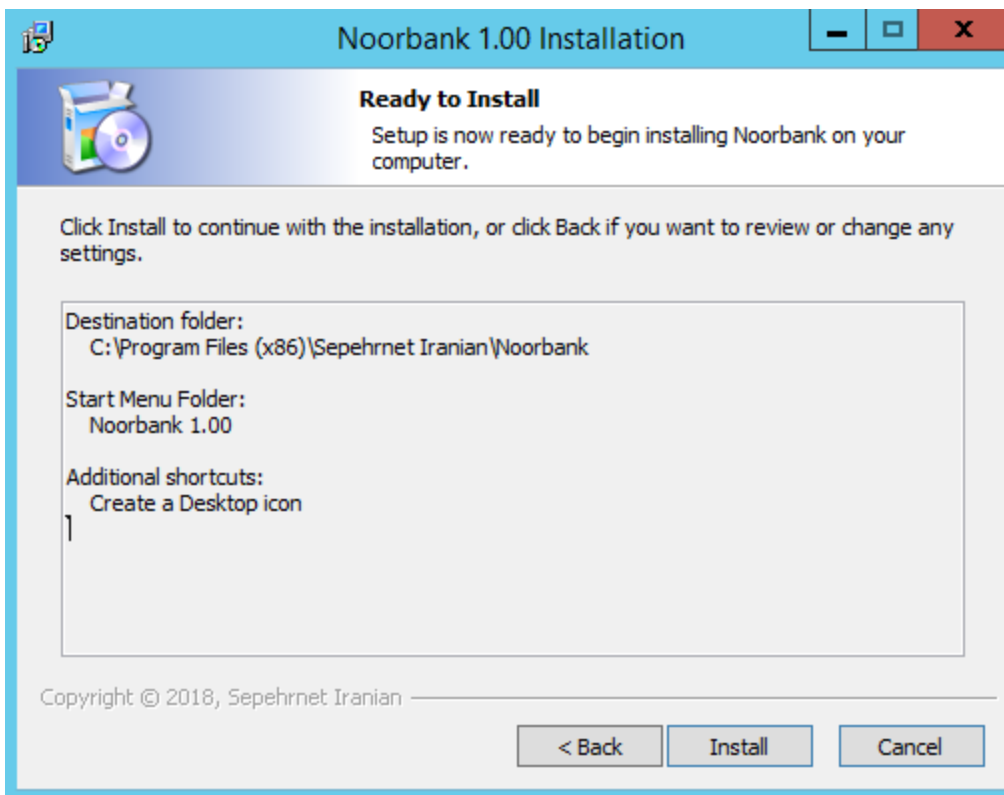 Noorbank 1.00 Installation
Ready to Install
Setup is now ready to begin installing Noorbank on your
computer.
Click Install to continue with the installation, or click Back if you want to review or change any
settings.
Destination folder:
C:\Program Files (x86)\Sepehrnet Iranian\Noorbank
Start Menu Folder:
Noorbank 1.00
Additional shortcuts:
Create a Desktop icon
Copyright © 2018, Sepehrnet Iranian
< Back Install Cancel